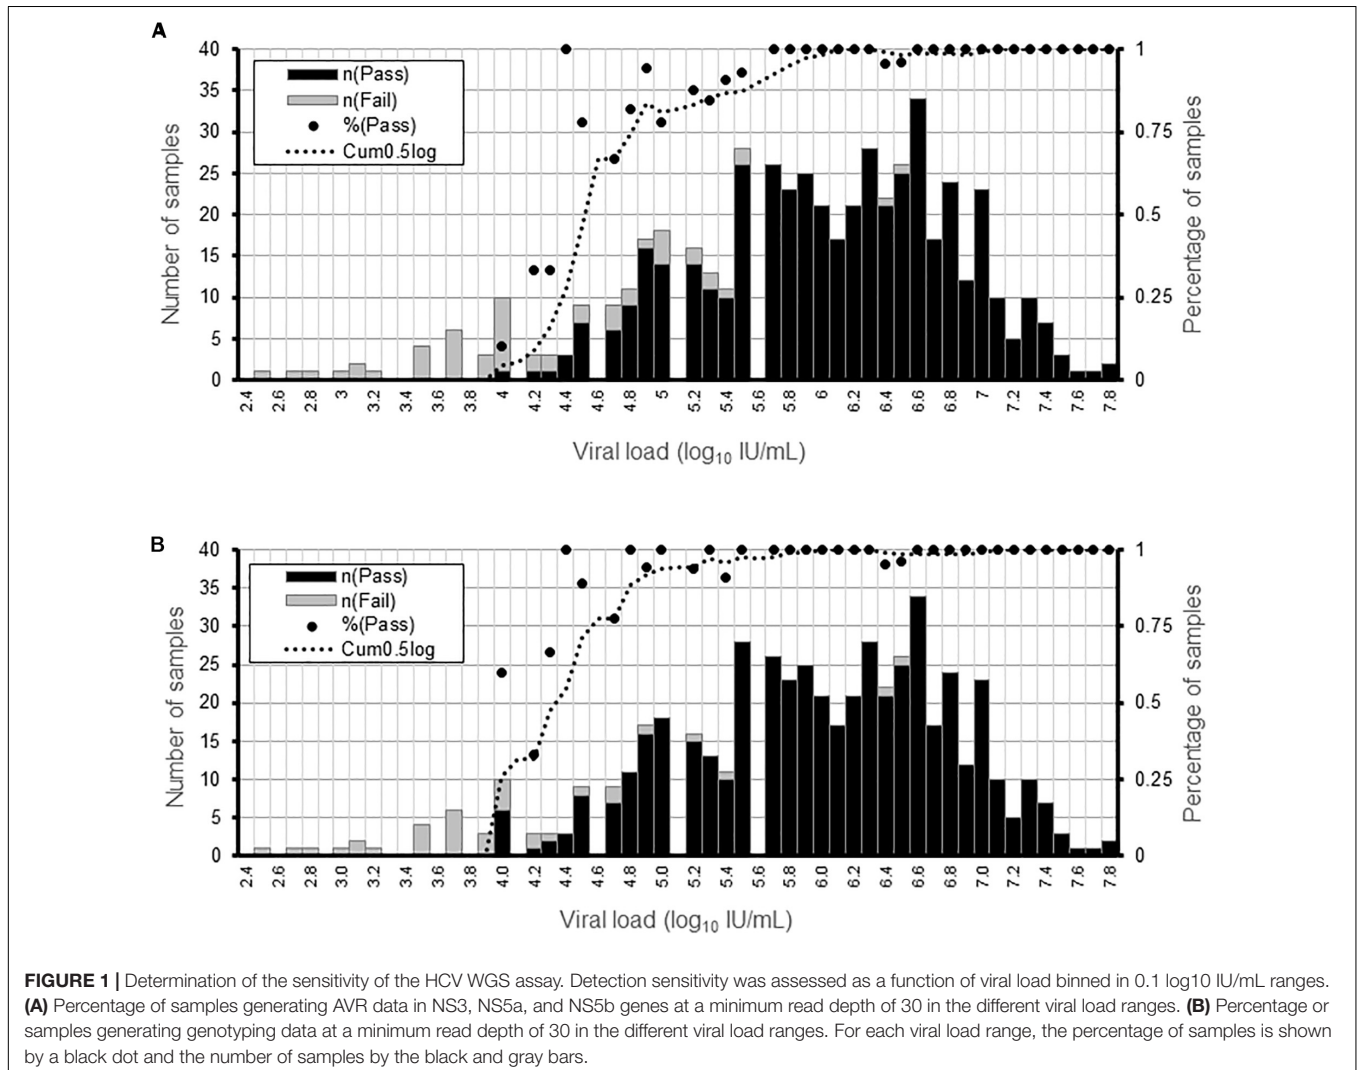 A
40
35
30
25
20
15
10
5
0
1
0.75
0.5
0.25
0
n(Pass)
n(Fail)
%(Pass)
Cum0.5log
Number of samples
Percentage of samples
2.4 2.6 2.8 3 3.2 3.4 3.6 3.8 4 4.2 4.4 4.6 4.8 5 5.2 5.4 5.6 5.8 6 6.2 6.4 6.6 6.8 7 7.2 7.4 7.6 7.8
Viral load (log10 IU/mL)
B
40
35
30
25
20
15
10
5
0
1
0.75
0.5
0.25
0
n(Pass)
n(Fail)
%(Pass)
Cum0.5log
Number of samples
Percentage of samples
2.4 2.6 2.8 3.0 3.2 3.4 3.6 3.8 4.0 4.2 4.4 4.6 4.8 5.0 5.2 5.4 5.6 5.8 6.0 6.2 6.4 6.6 6.8 7.0 7.2 7.4 7.6 7.8
Viral load (log10 IU/mL)
FIGURE 1 | Determination of the sensitivity of the HCV WGS assay. Detection sensitivity was assessed as a function of viral load binned in 0.1 log10 IU/mL ranges.
(A) Percentage of samples generating AVR data in NS3, NS5a, and NS5b genes at a minimum read depth of 30 in the different viral load ranges. (B) Percentage or
samples generating genotyping data at a minimum read depth of 30 in the different viral load ranges. For each viral load range, the percentage of samples is shown
by a black dot and the number of samples by the black and gray bars.